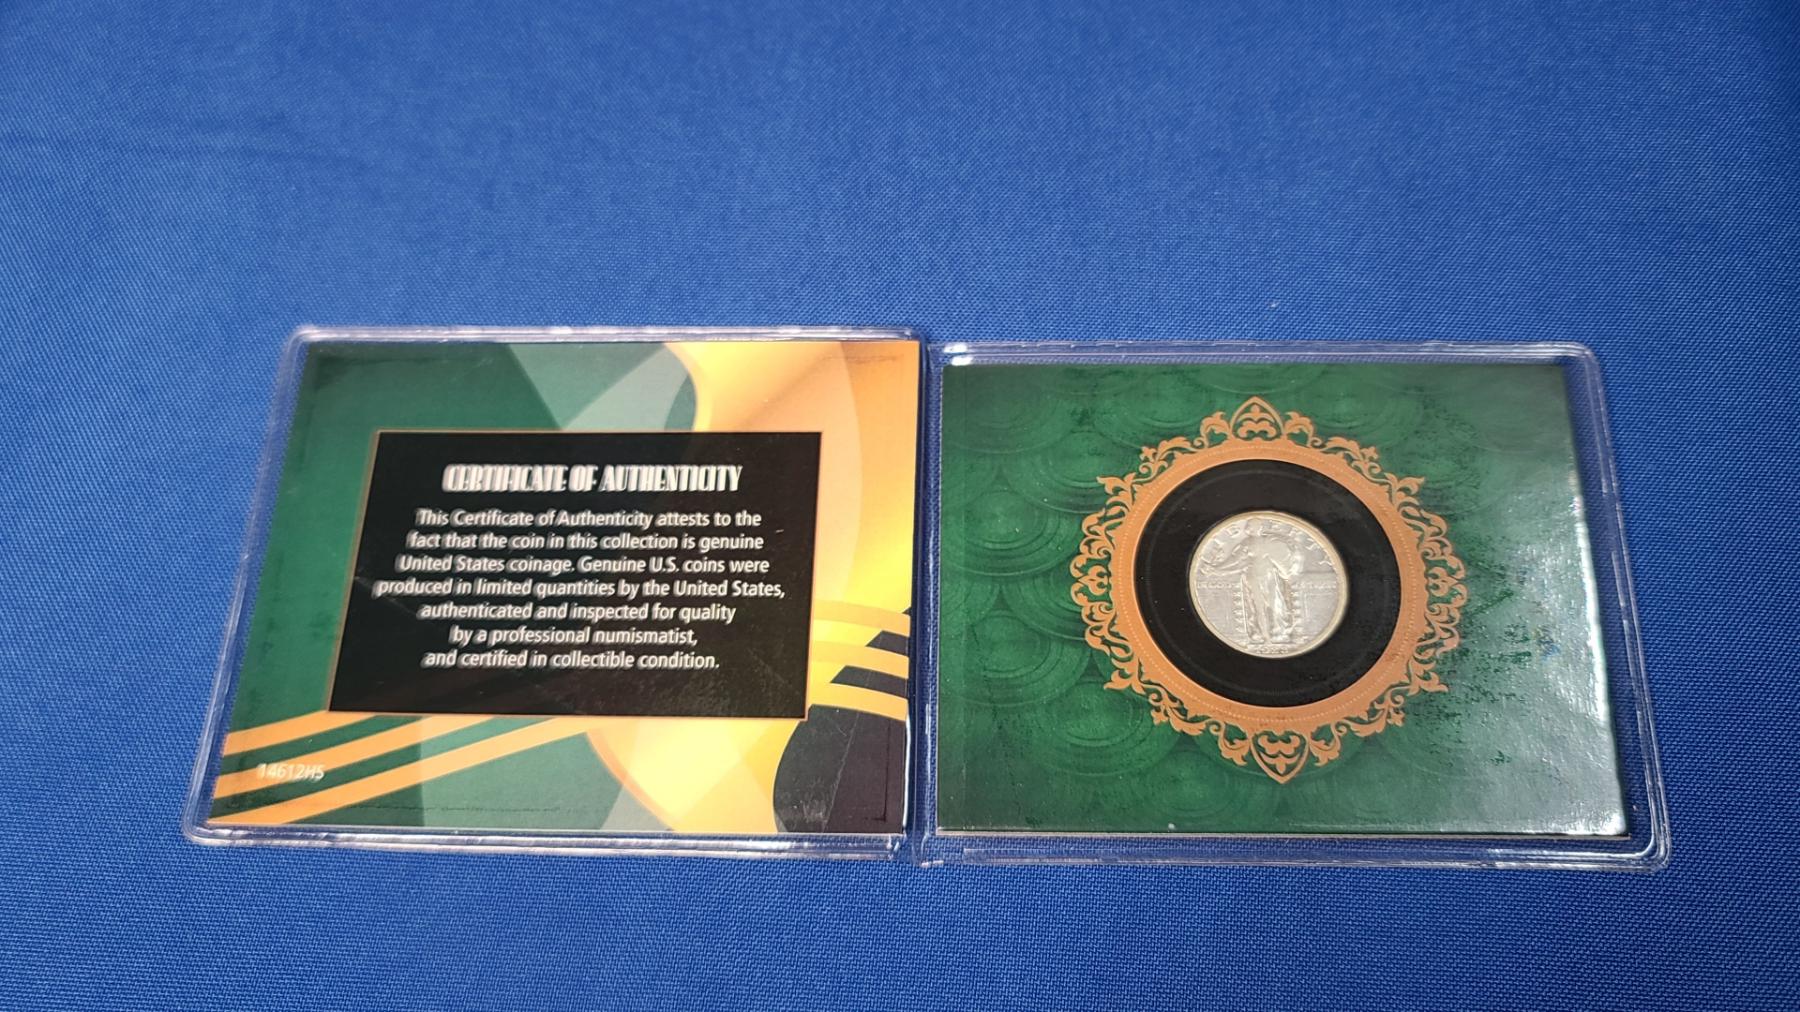 CERTIFICATE OF AUTHENTICITY
This Certificate of Authenticity attests to the
fact that the coin in this collection is genuine
United States coinage. Genuine U.S. coins were
produced in limited quantities by the United States,
authenticated and inspected for quality
by a professional numismatist,
and certified in collectible condition.
14612HS
LIBERTY